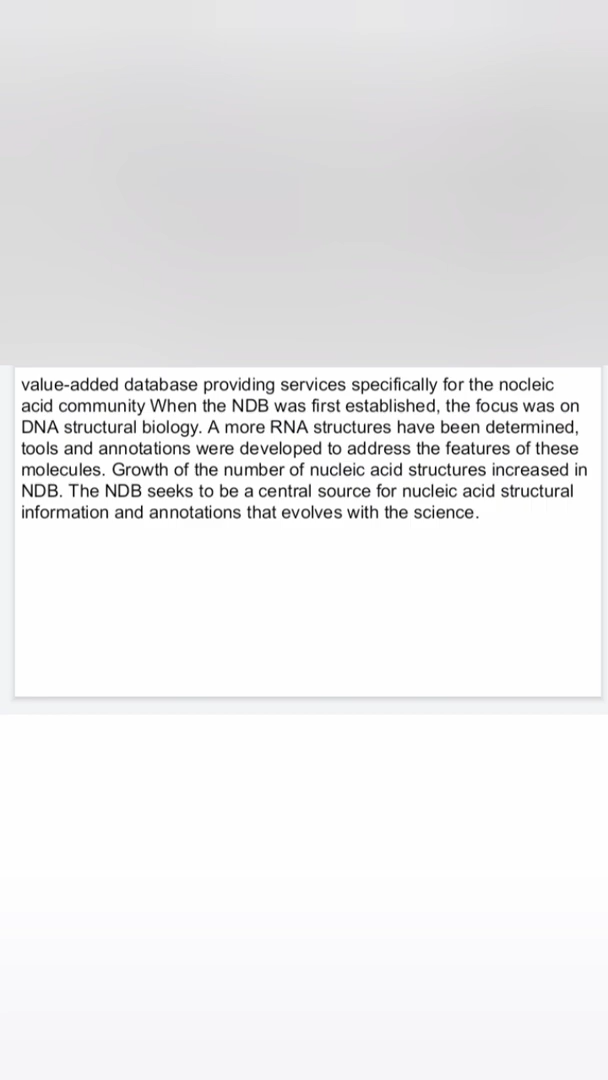 value-added database providing services specifically for the nocleic
acid community When the NDB was first established, the focus was on
DNA structural biology. A more RNA structures have been determined,
tools and annotations were developed to address the features of these
molecules. Growth of the number of nucleic acid structures increased in
NDB. The NDB seeks to be a central source for nucleic acid structural
information and annotations that evolves with the science.